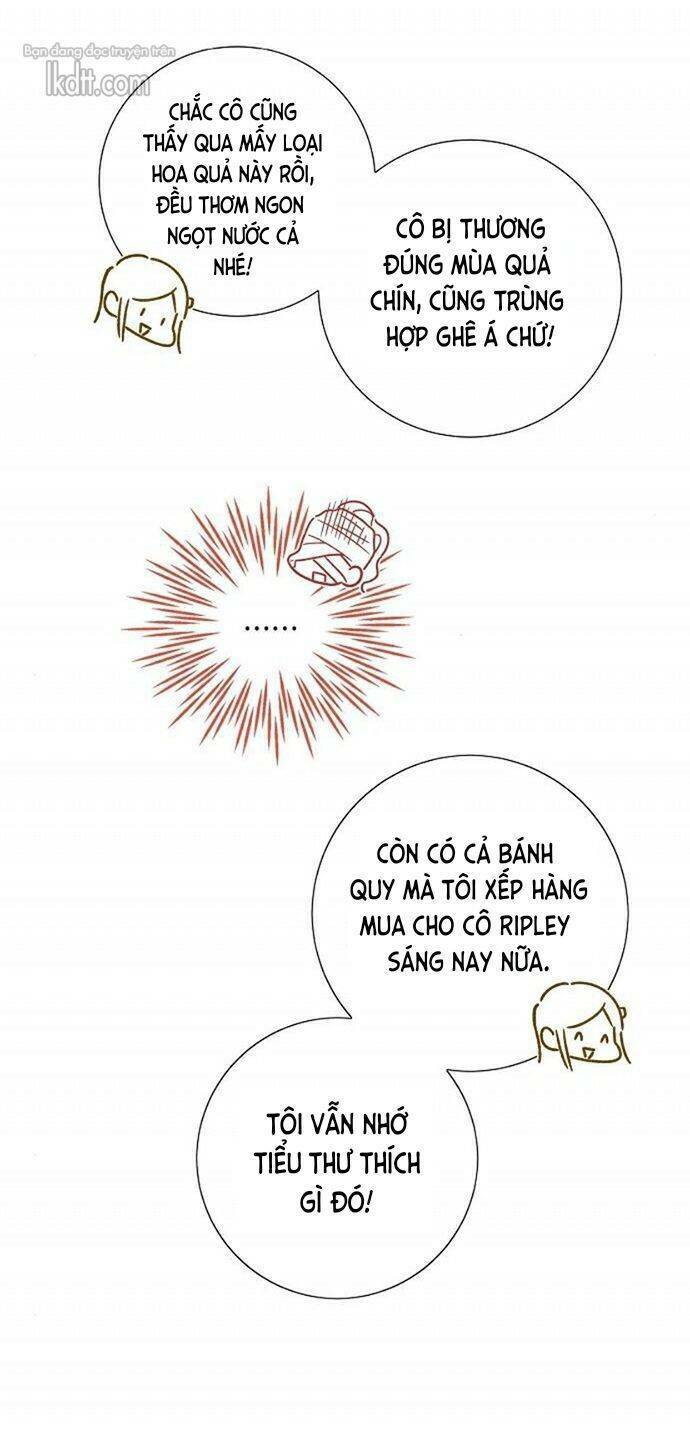 Bạn đang đọc truyện trên
lkdtt.com
CHẮC CÔ CŨNG
THẤY QUA MẤY LOẠI
HOA QUẢ NÀY RỒI,
ĐỀU THƠM NGON
NGỌT NƯỚC CẢ
NHÉ!
CÔ BỊ THƯƠNG
ĐÚNG MÙA QUẢ
CHÍN, CŨNG TRÙNG
HỢP GHÊ Á CHỨ!
......
CÒN CÓ CẢ BÁNH
QUY MÀ TÔI XẾP HÀNG
MUA CHO CÔ RIPLEY
SÁNG NAY NỮA.
TÔI VẪN NHỚ
TIỂU THƯ THÍCH
GÌ ĐÓ!